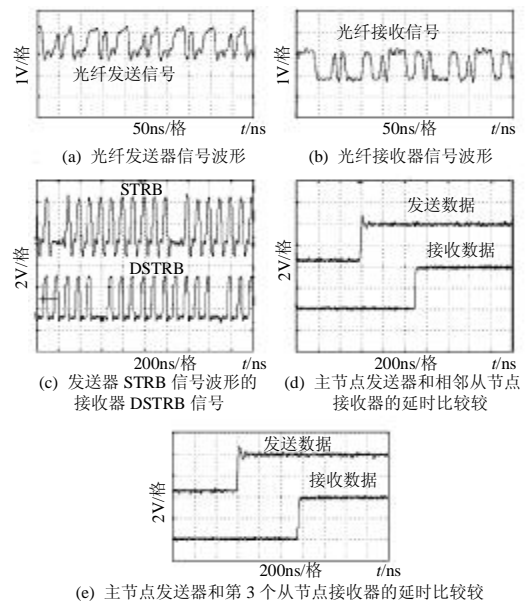 1V/格
光纤发送信号
50ns/格 t/ns
(a) 光纤发送器信号波形
1V/格
光纤接收信号
50ns/格 t/ns
(b) 光纤接收器信号波形
2V/格
STRB
DSTRB
200ns/格 t/ns
(c) 发送器 STRB 信号波形的
接收器 DSTRB 信号
2V/格
发送数据
接收数据
200ns/格 t/ns
(d) 主节点发送器和相邻从节点
接收器的延时比较较
2V/格
发送数据
接收数据
200ns/格 t/ns
(e) 主节点发送器和第 3 个从节点接收器的延时比较较